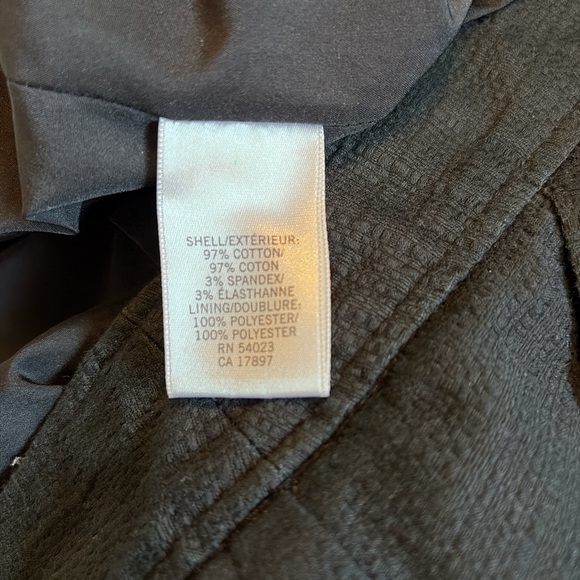 SHELL/EXTÉRIEUR:
97% COTTON/
97% COTON
3% SPANDEX/
3% ÉLASTHANNE
LINING/DOUBLURE:
100% POLYESTER/
100% POLYESTER
RN 54023
CA 17897